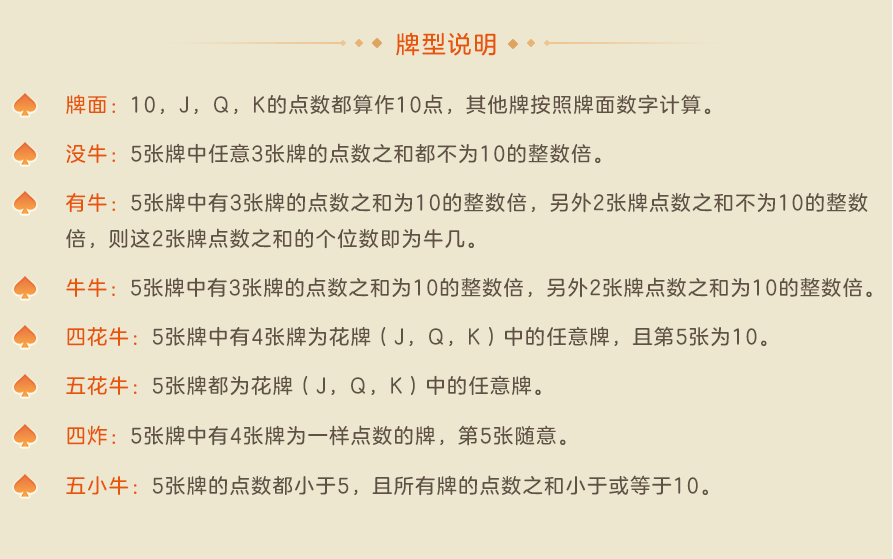 牌型说明
牌面：10，J，Q，K的点数都算作10点，其他牌按照牌面数字计算。
没牛：5张牌中任意3张牌的点数之和都不为10的整数倍。
有牛：5张牌中有3张牌的点数之和为10的整数倍，另外2张牌点数之和不为10的整数
倍，则这2张牌点数之和的个位数即为牛几。
牛牛：5张牌中有3张牌的点数之和为10的整数倍，另外2张牌点数之和为10的整数倍。
四花牛：5张牌中有4张牌为花牌（J，Q，K）中的任意牌，且第5张为10。
五花牛：5张牌都为花牌（J，Q，K）中的任意牌。
四炸：5张牌中有4张牌为一样点数的牌，第5张随意。
五小牛：5张牌的点数都小于5，且所有牌的点数之和小于或等于10。